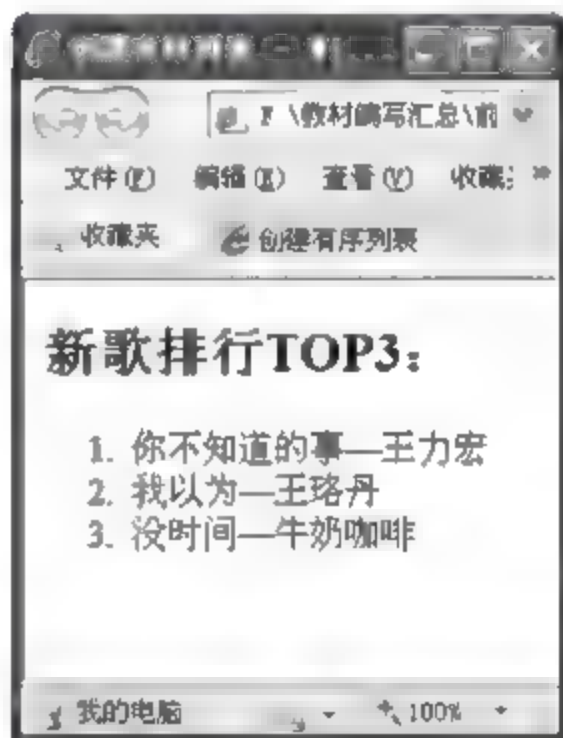 F \教材编写汇总\前
文件(F) 编辑(E) 查看(V) 收藏 »
收藏夹 创建有序列表
新歌排行TOP3：
1. 你不知道的事—王力宏
2. 我以为—王珞丹
3. 没时间—牛奶咖啡
我的电脑 100%